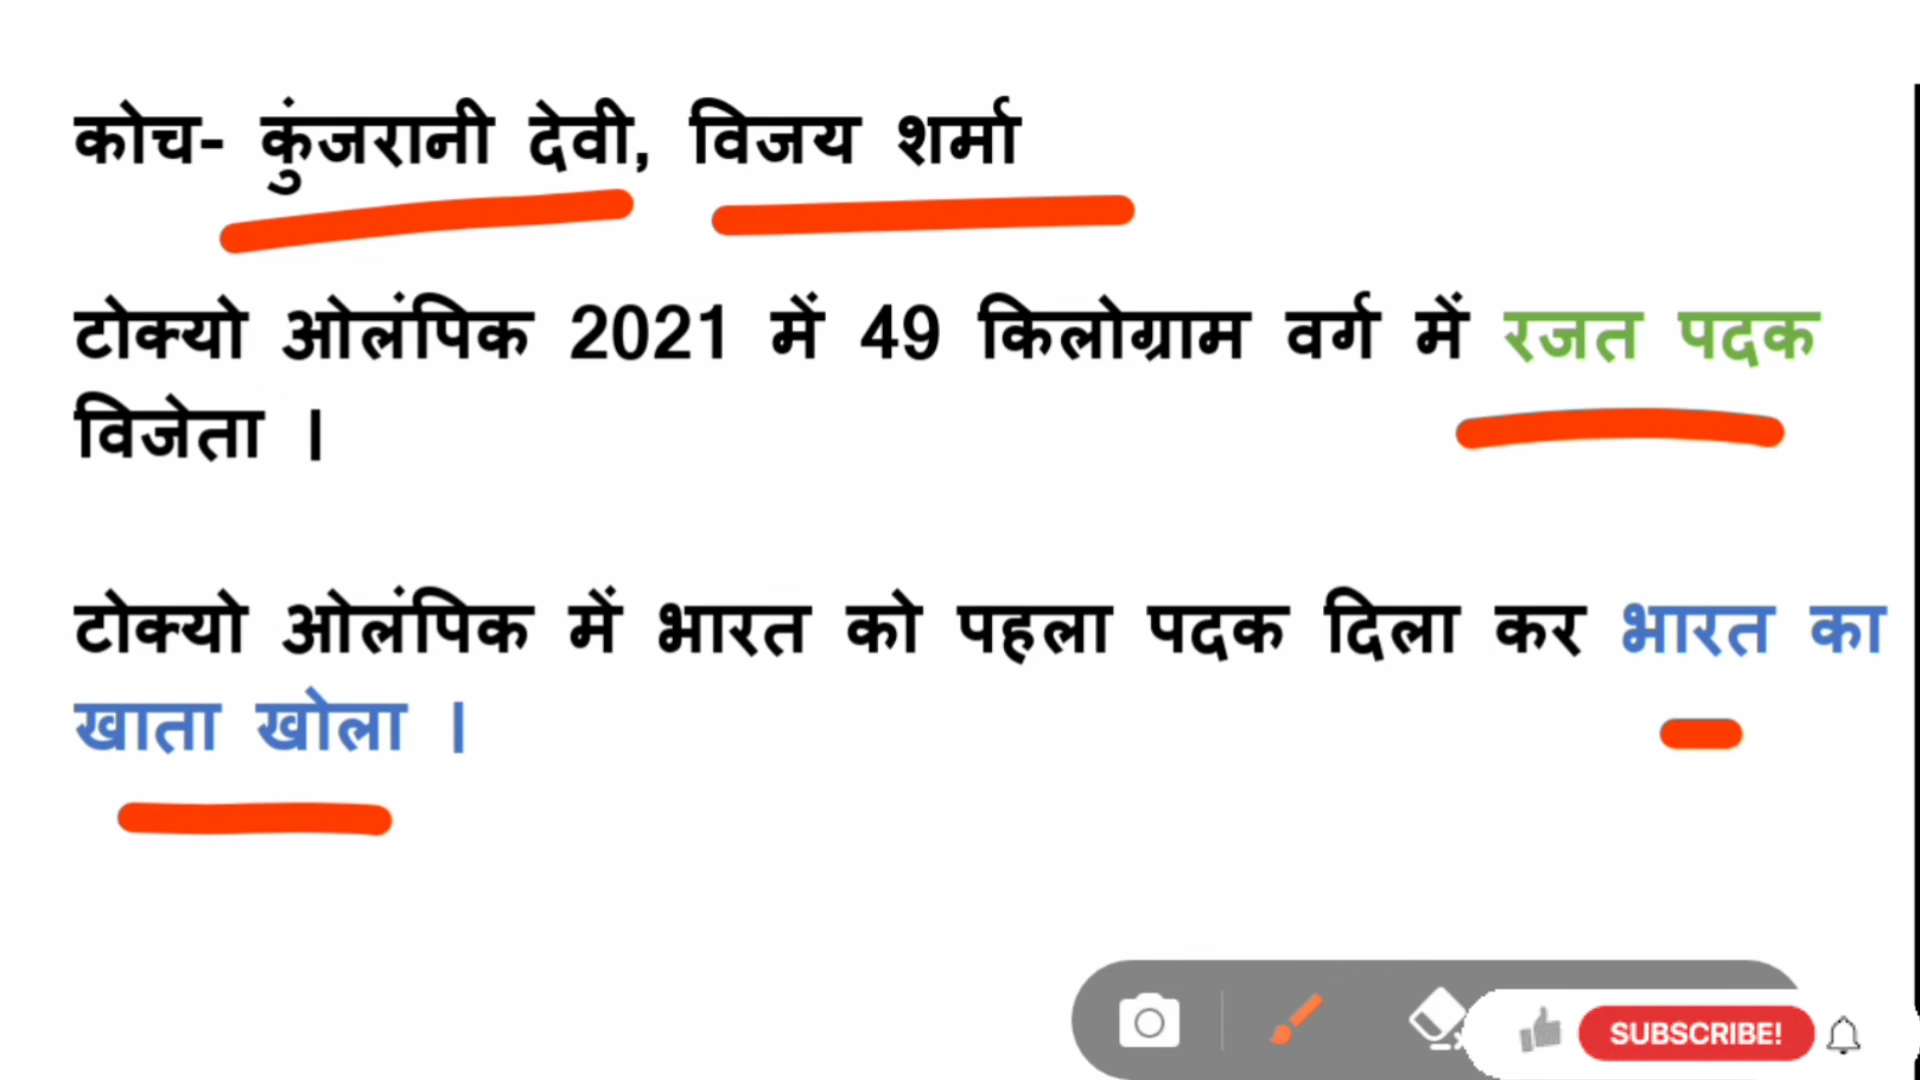 कोच- कुंजरानी देवी, विजय शर्मा
टोक्यो ओलंपिक 2021 में 49 किलोग्राम वर्ग में रजत पदक
विजेता ।
टोक्यो ओलंपिक में भारत को पहला पदक दिला कर भारत का
खाता खोला ।
SUBSCRIBE!